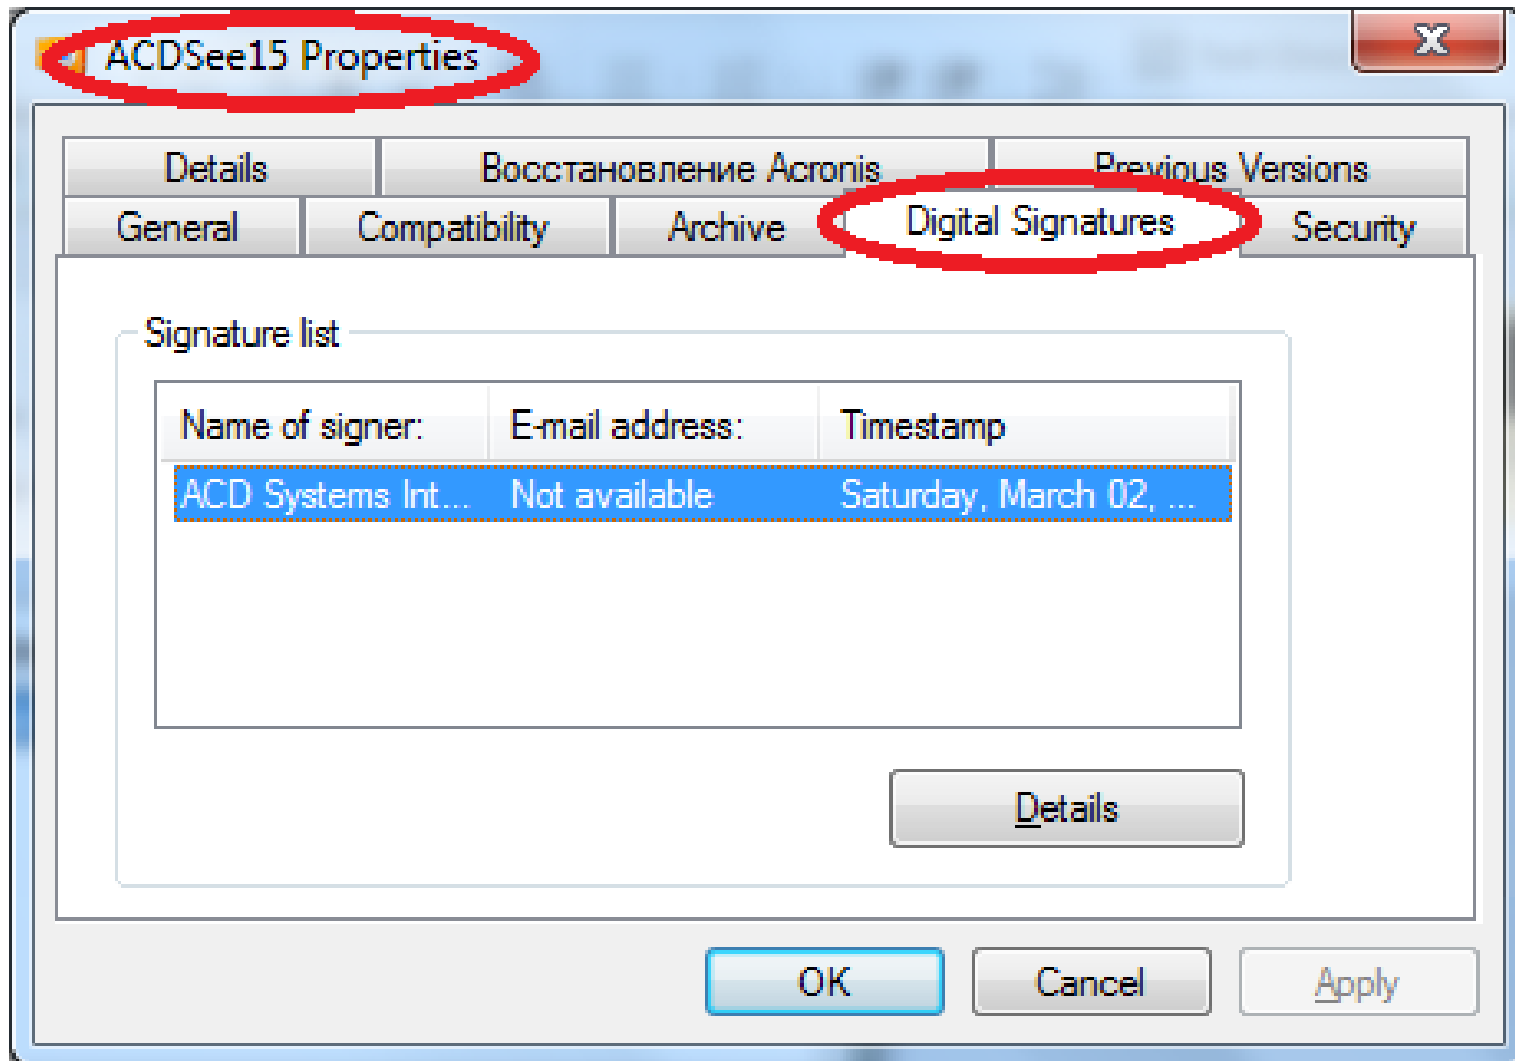 ACDSee15 Properties
Details Восстановление Acronis Previous Versions
General Compatibility Archive Digital Signatures Security
Signature list
Name of signer: E-mail address: Timestamp
ACD Systems Int... Not available Saturday, March 02, ...
Details
OK Cancel Apply